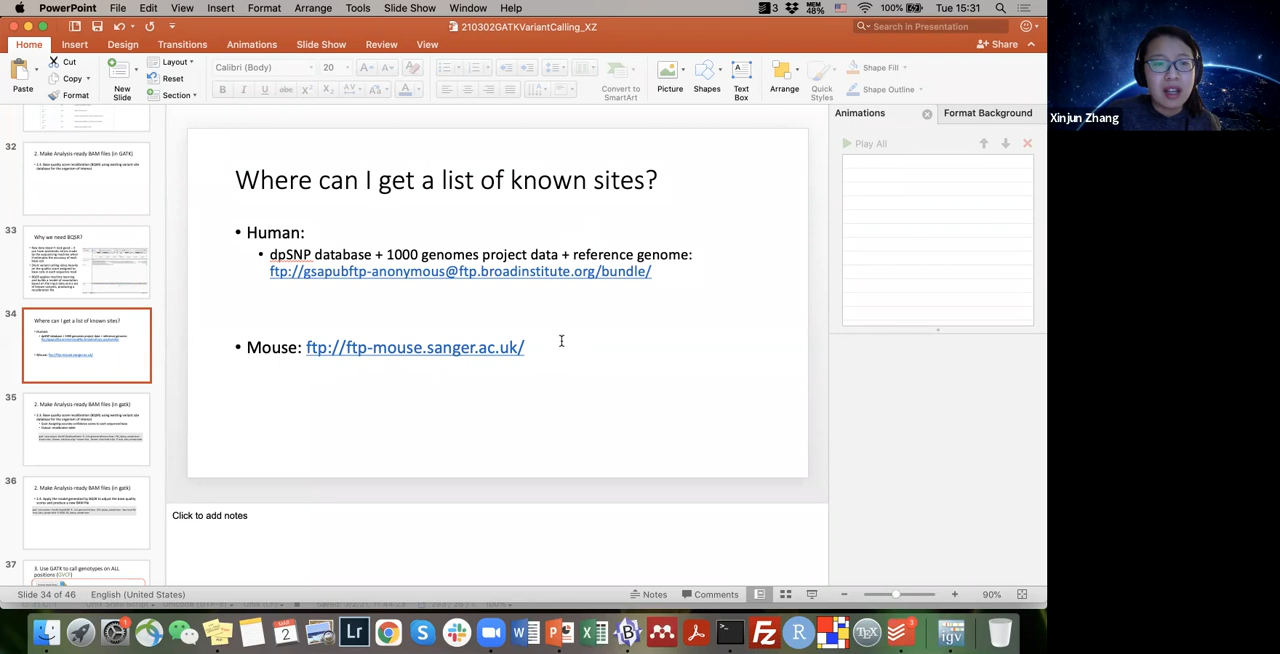 PowerPoint File Edit View Insert Format Arrange Tools Slide Show Window Help 3 MEM 48% 100% Tue 15:31
210302GATKVariantCalling_XZ Search in Presentation
Home Insert Design Transitions Animations Slide Show Review View Share
Paste Cut Copy Format New Slide Layout Reset Section Calibri (Body) 20 Convert to SmartArt Picture Shapes Text Box Arrange Quick Styles Shape Fill Shape Outline
32
2. Make Analysis-ready BAM files (in GATK)
33
Why we need BQSR?
34
Where can I get a list of known sites?
35
2. Make Analysis-ready BAM files (in gatk)
36
2. Make Analysis-ready BAM files (in gatk)
37
3. Use GATK to call genotypes on ALL
positions (GVCF)
Where can I get a list of known sites?
• Human:
• dpSNP database + 1000 genomes project data + reference genome:
ftp://gsapubftp-anonymous@ftp.broadinstitute.org/bundle/
• Mouse: ftp://ftp-mouse.sanger.ac.uk/
Click to add notes
Animations Format Background
Play All
Xinjun Zhang
Slide 34 of 46 English (United States) Notes Comments 90%